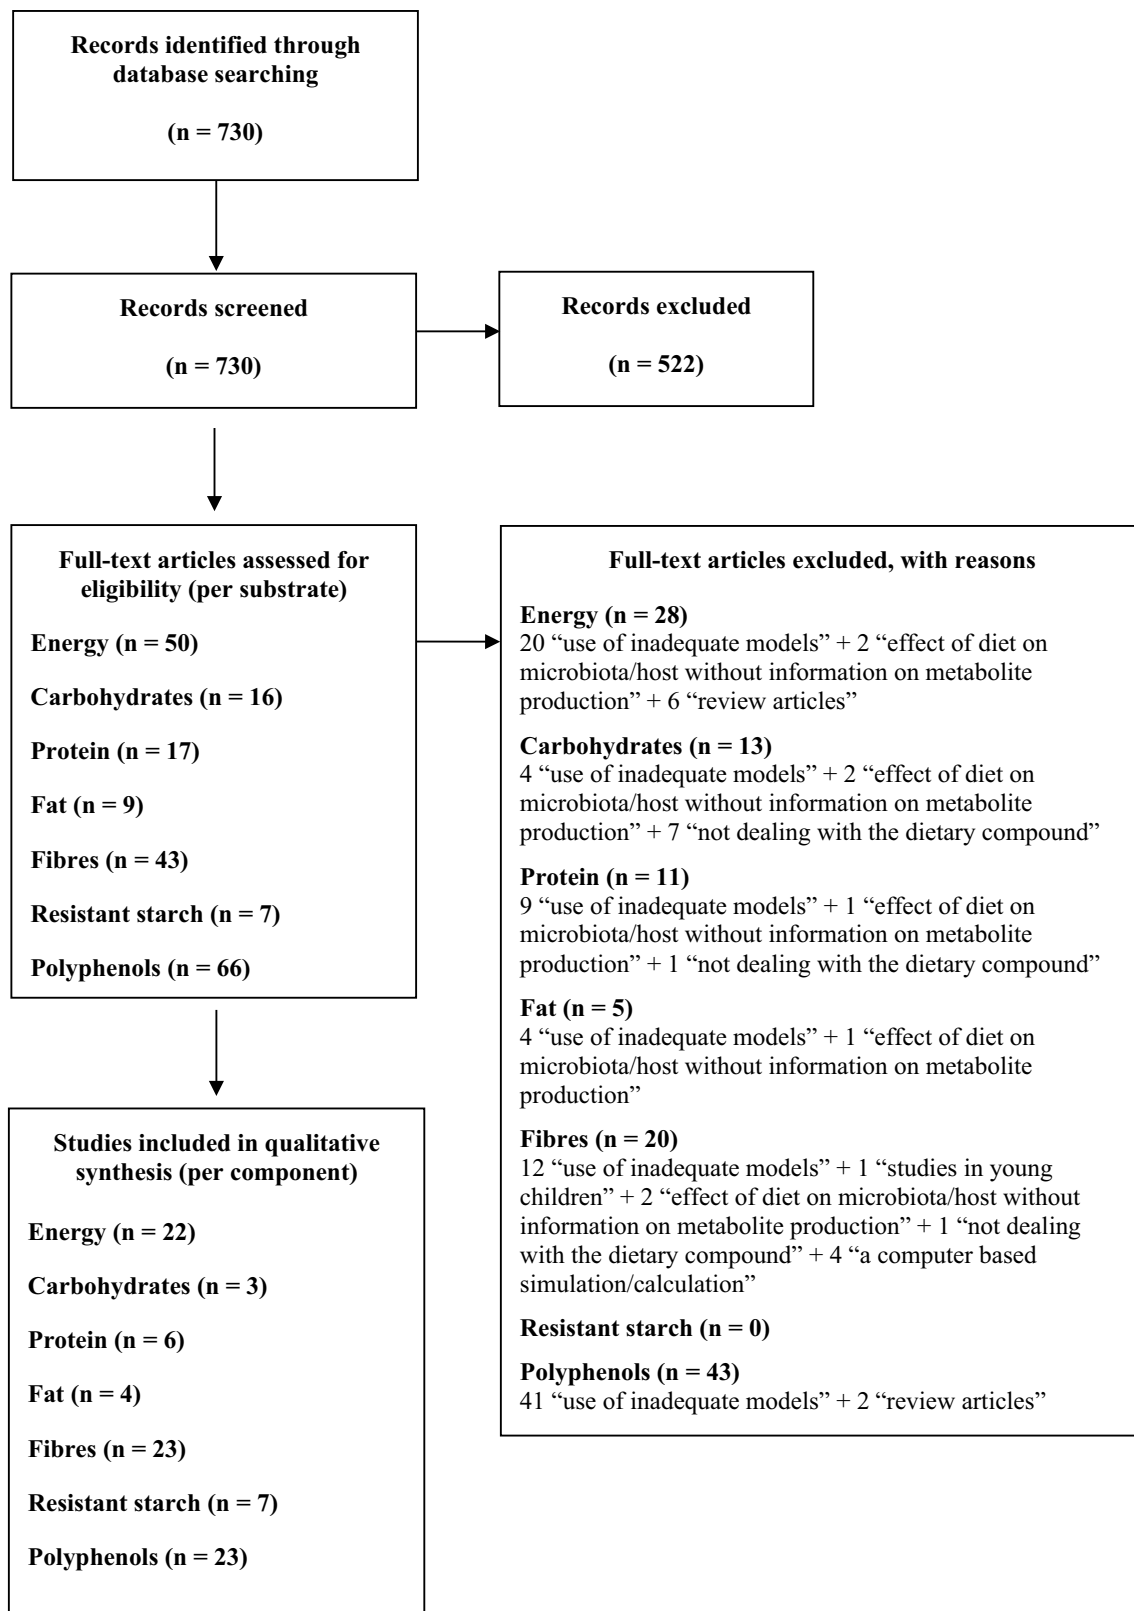 Records identified through
database searching
(n = 730)
Records screened
(n = 730)
Records excluded
(n = 522)
Full-text articles assessed for
eligibility (per substrate)
Energy (n = 50)
Carbohydrates (n = 16)
Protein (n = 17)
Fat (n = 9)
Fibres (n = 43)
Resistant starch (n = 7)
Polyphenols (n = 66)
Full-text articles excluded, with reasons
Energy (n = 28)
20 “use of inadequate models” + 2 “effect of diet on
microbiota/host without information on metabolite
production” + 6 “review articles”
Carbohydrates (n = 13)
4 “use of inadequate models” + 2 “effect of diet on
microbiota/host without information on metabolite
production” + 7 “not dealing with the dietary compound”
Protein (n = 11)
9 “use of inadequate models” + 1 “effect of diet on
microbiota/host without information on metabolite
production” + 1 “not dealing with the dietary compound”
Fat (n = 5)
4 “use of inadequate models” + 1 “effect of diet on
microbiota/host without information on metabolite
production”
Fibres (n = 20)
12 “use of inadequate models” + 1 “studies in young
children” + 2 “effect of diet on microbiota/host without
information on metabolite production” + 1 “not dealing
with the dietary compound” + 4 “a computer based
simulation/calculation”
Resistant starch (n = 0)
Polyphenols (n = 43)
41 “use of inadequate models” + 2 “review articles”
Studies included in qualitative
synthesis (per component)
Energy (n = 22)
Carbohydrates (n = 3)
Protein (n = 6)
Fat (n = 4)
Fibres (n = 23)
Resistant starch (n = 7)
Polyphenols (n = 23)